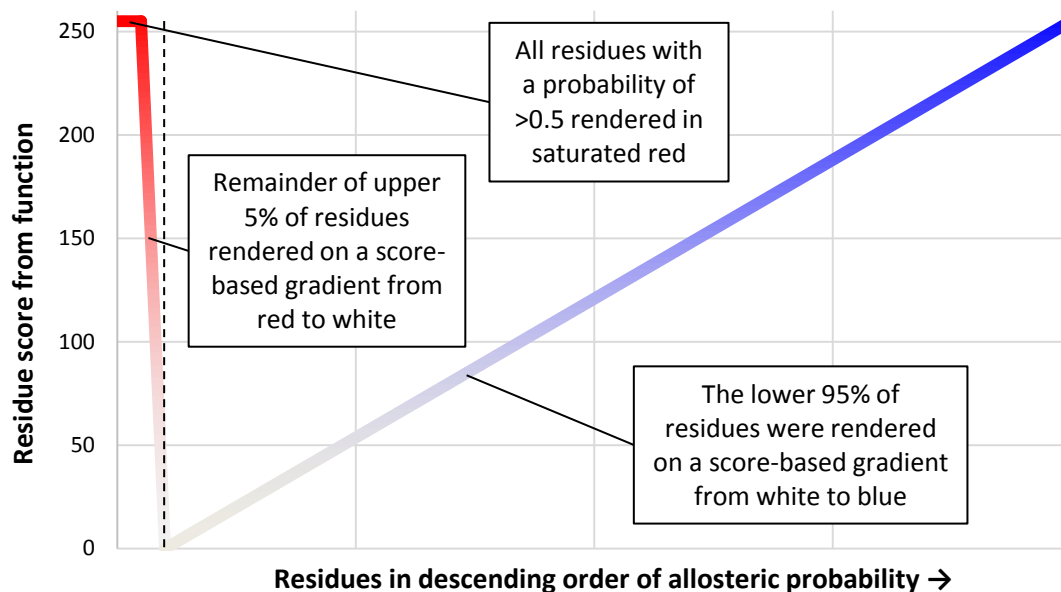 250
200
150
100
50
0
Residue score from function
All residues with
a probability of
>0.5 rendered in
saturated red
Remainder of upper
5% of residues
rendered on a score-
based gradient from
red to white
The lower 95% of
residues were rendered
on a score-based gradient
from white to blue
Residues in descending order of allosteric probability →